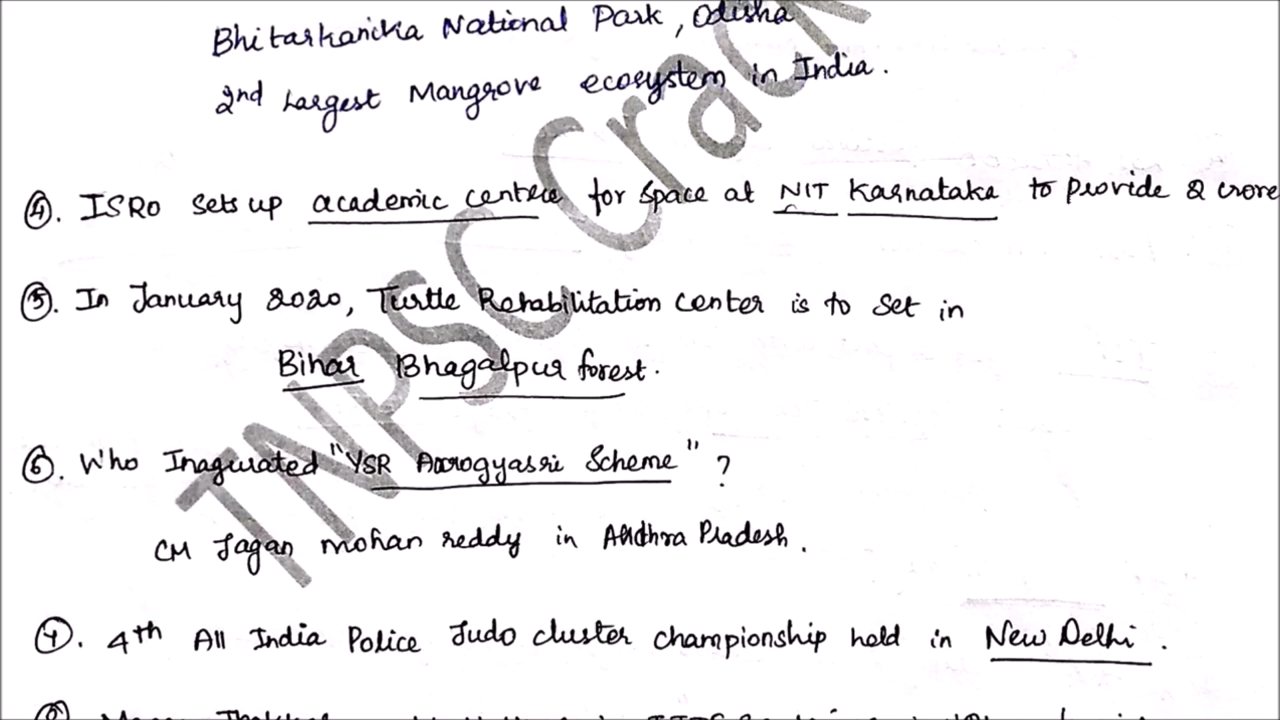 Bhitarkanika National Park, Odisha
2nd Largest Mangrove ecosystem in India.
④. ISRO sets up academic centre for space at NIT Karnataka to provide 2 crore
⑤. In January 2020, Turtle Rehabilitation center is to set in
Bihar Bhagalpur forest.
⑥. Who Inagurated "YSR Aarogyasri Scheme" ?
CM Jagan mohan reddy in Andhra Pradesh.
⑦. 4th All India Police Judo cluster championship held in New Delhi.
⑧
TNPSC Crack